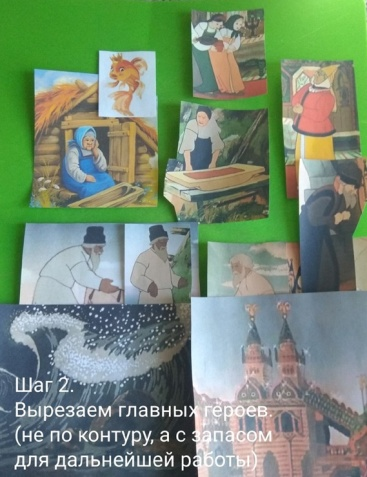 Шаг 2.
Вырезаем главных героев.
(не по контуру, а с запасом
для дальнейшей работы)